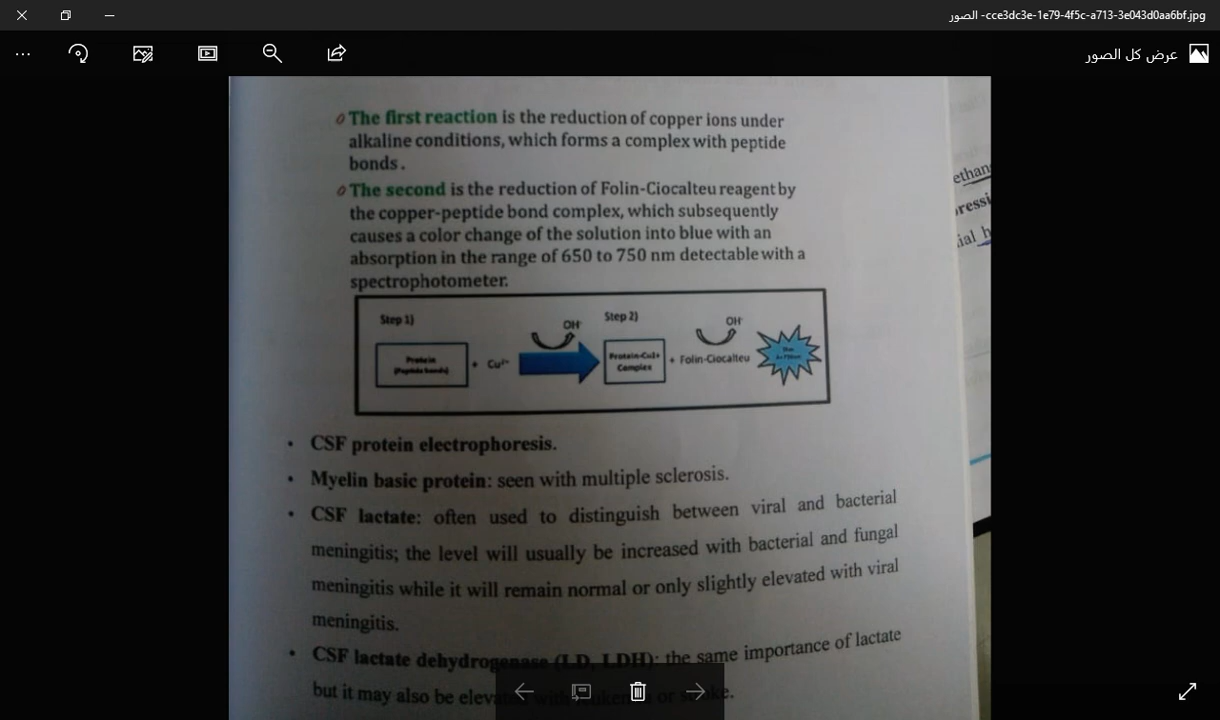 الصور -cce3dc3e-1e79-4f5c-a713-3e043d0aa6bf.jpg
عرض كل الصور
The first reaction is the reduction of copper ions under
alkaline conditions, which forms a complex with peptide
bonds.
The second is the reduction of Folin-Ciocalteu reagent by
the copper-peptide bond complex, which subsequently
causes a color change of the solution into blue with an
absorption in the range of 650 to 750 nm detectable with a
spectrophotometer.
Step 1)
OH-
Protein
(Peptide bonds)
+ Cu²⁺
Step 2)
OH-
Protein-Cu1+
Complex
+ Folin-Ciocalteu
• CSF protein electrophoresis.
• Myelin basic protein: seen with multiple sclerosis.
• CSF lactate: often used to distinguish between viral and bacterial
meningitis; the level will usually be increased with bacterial and fungal
meningitis while it will remain normal or only slightly elevated with viral
meningitis.
• CSF lactate dehydrogenase (LD, LDH): the same importance of lactate
but it may also be elevated with leukemia or stroke.